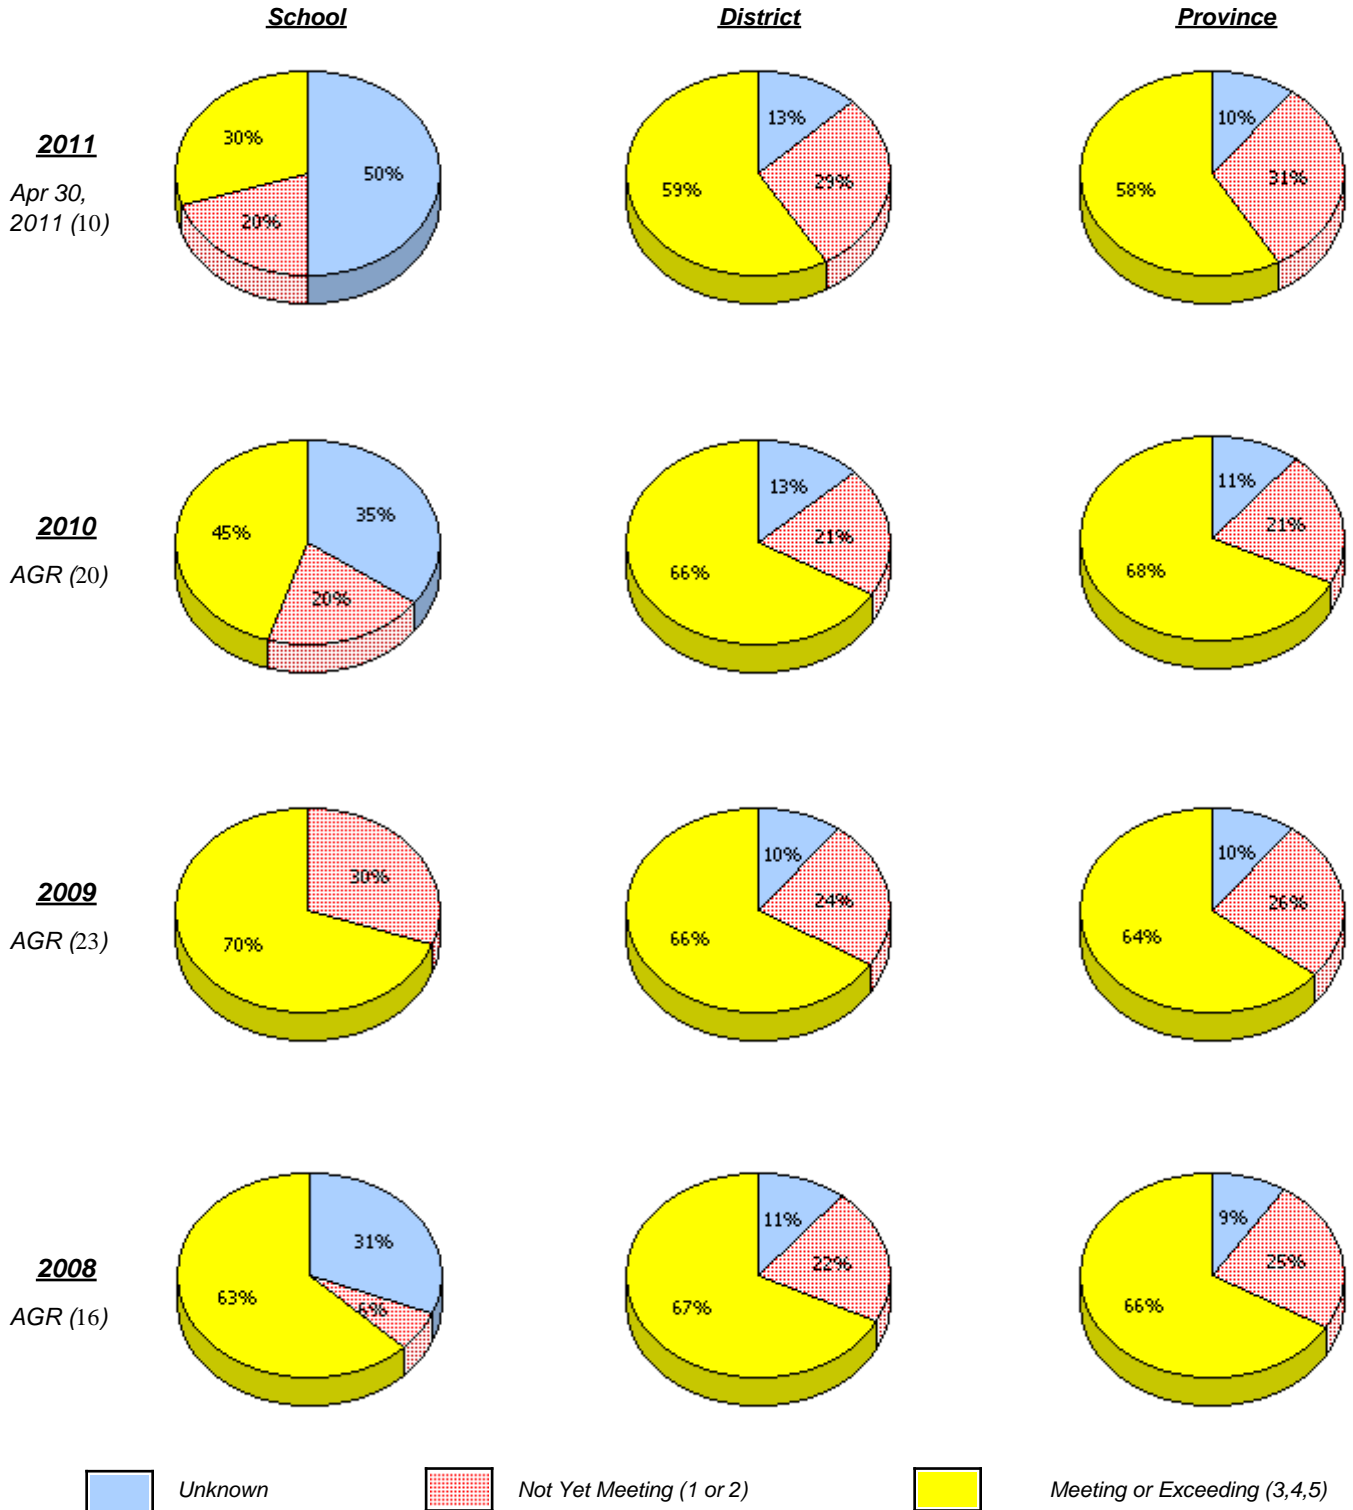 School District Province
2011
Apr 30,
2011 (10)
30% 50% 20%
13% 29% 59%
10% 31% 58%
2010
AGR (20)
45% 35% 20%
13% 21% 66%
11% 21% 68%
2009
AGR (23)
30% 70%
10% 24% 66%
10% 26% 64%
2008
AGR (16)
31% 63% 6%
11% 22% 67%
9% 25% 66%
Unknown Not Yet Meeting (1 or 2) Meeting or Exceeding (3,4,5)